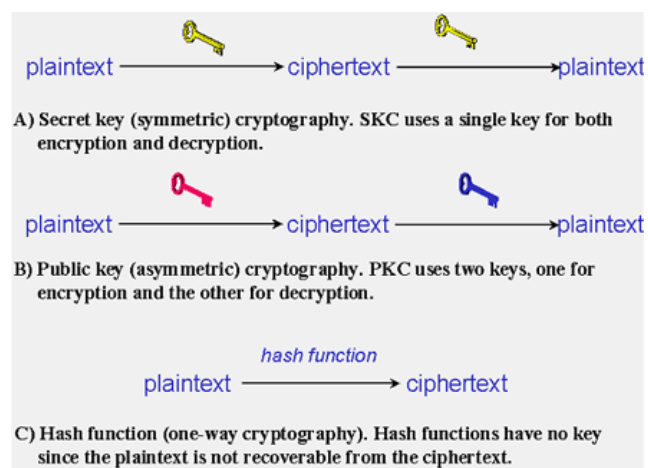 plaintext ciphertext plaintext
A) Secret key (symmetric) cryptography. SKC uses a single key for both
encryption and decryption.
plaintext ciphertext plaintext
B) Public key (asymmetric) cryptography. PKC uses two keys, one for
encryption and the other for decryption.
hash function
plaintext ciphertext
C) Hash function (one-way cryptography). Hash functions have no key
since the plaintext is not recoverable from the ciphertext.